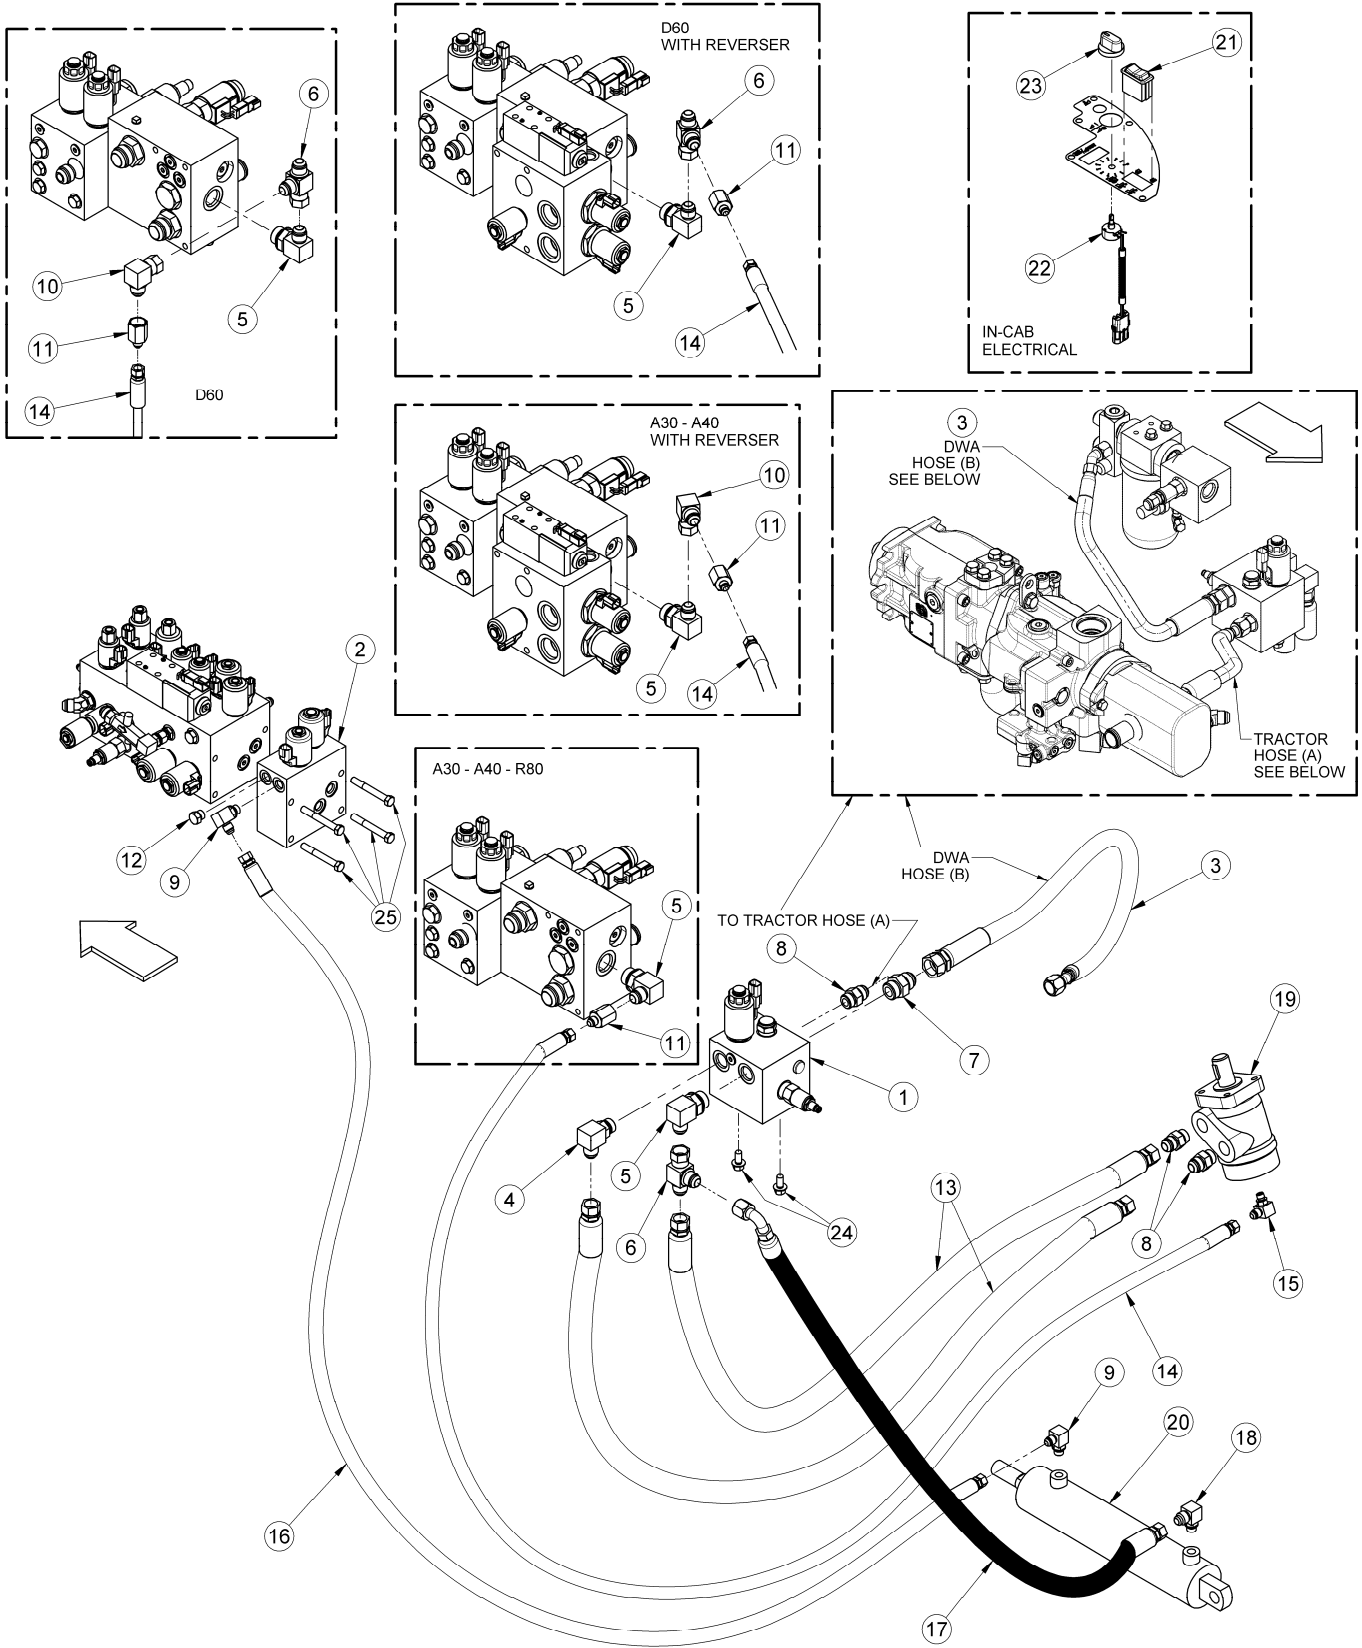 6
10
5
11
14
D60
D60
WITH REVERSER
6
11
5
14
23
21
22
IN-CAB
ELECTRICAL
A30 - A40
WITH REVERSER
10
11
5
14
3
DWA
HOSE (B)
SEE BELOW
TRACTOR
HOSE (A)
SEE BELOW
2
12
9
25
A30 - A40 - R80
5
11
DWA
HOSE (B)
3
TO TRACTOR HOSE (A)
8
7
1
19
4
5
6
24
13
8
15
14
9
20
18
16
17